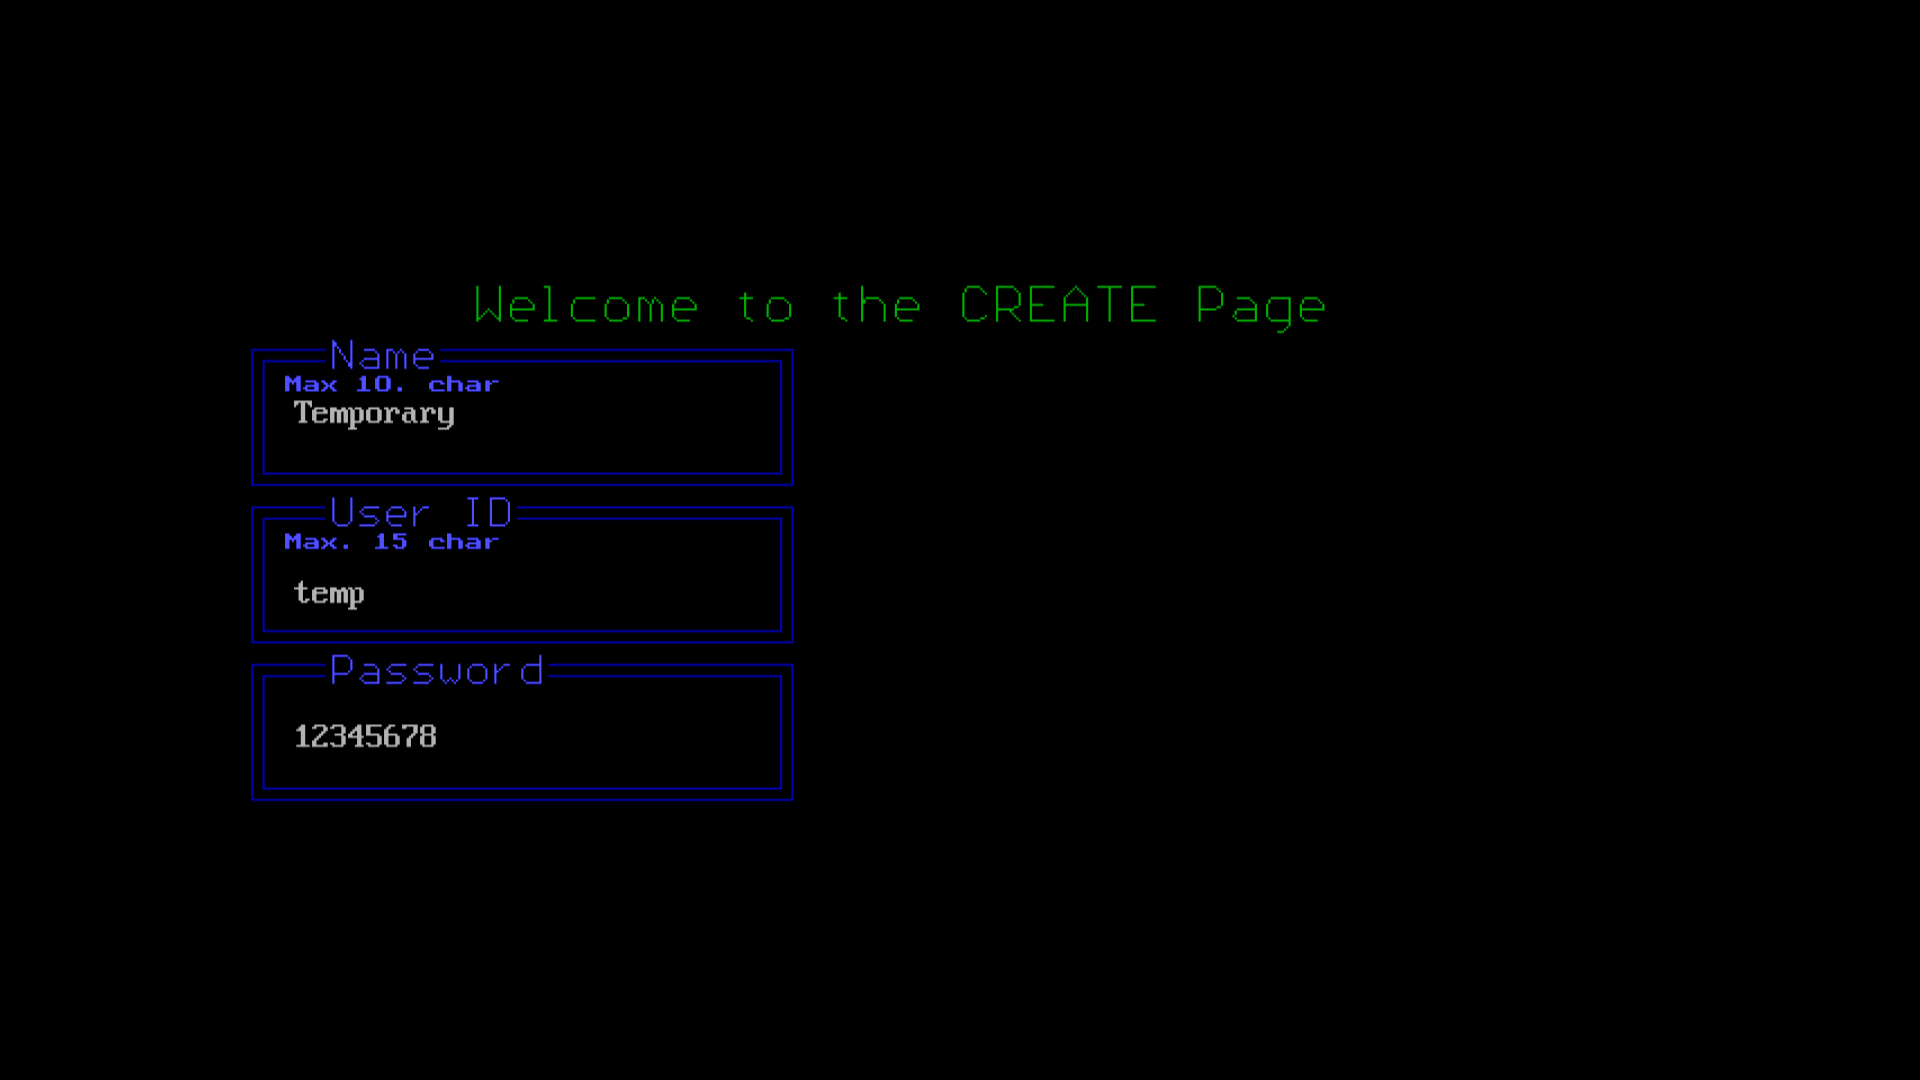 Welcome to the CREATE Page
Name
Max 10. char
Temporary
User ID
Max. 15 char
temp
Password
12345678